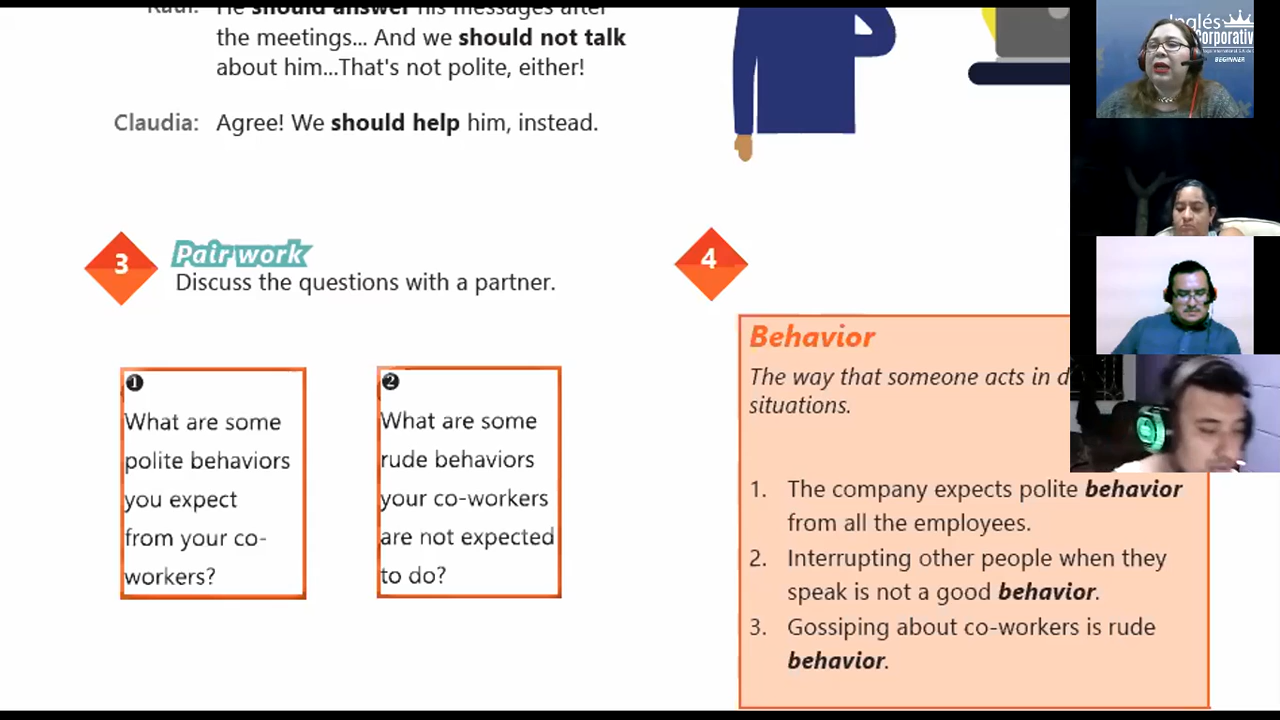 Raúl: He should answer his messages after
the meetings... And we should not talk
about him...That's not polite, either!
Claudia: Agree! We should help him, instead.
3 Pair work
Discuss the questions with a partner.
❶
What are some
polite behaviors
you expect
from your co-
workers?
❷
What are some
rude behaviors
your co-workers
are not expected
to do?
4
Behavior
The way that someone acts in
situations.
1. The company expects polite behavior
from all the employees.
2. Interrupting other people when they
speak is not a good behavior.
3. Gossiping about co-workers is rude
behavior.
Inglés
Corporativ
BEGINNER